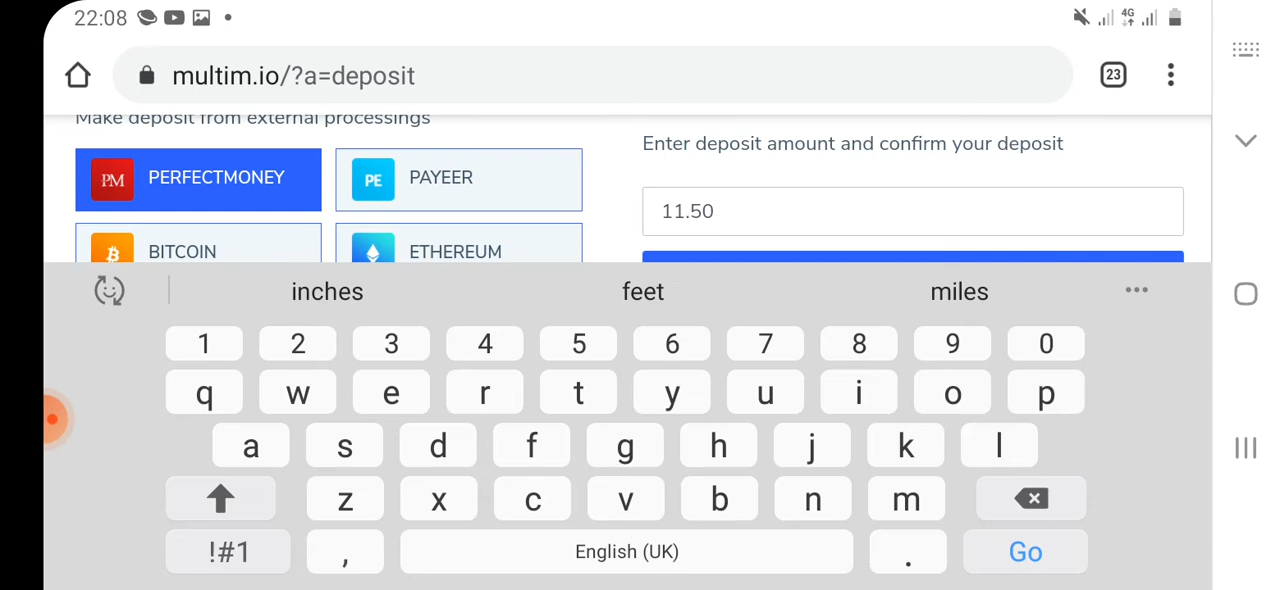 22:08
4G
multim.io/?a=deposit
23
Make deposit from external processings
Enter deposit amount and confirm your deposit
PM PERFECTMONEY
PE PAYEER
11.50
BITCOIN
ETHEREUM
inches feet miles
1 2 3 4 5 6 7 8 9 0
q w e r t y u i o p
a s d f g h j k l
z x c v b n m
!#1 , English (UK) . Go